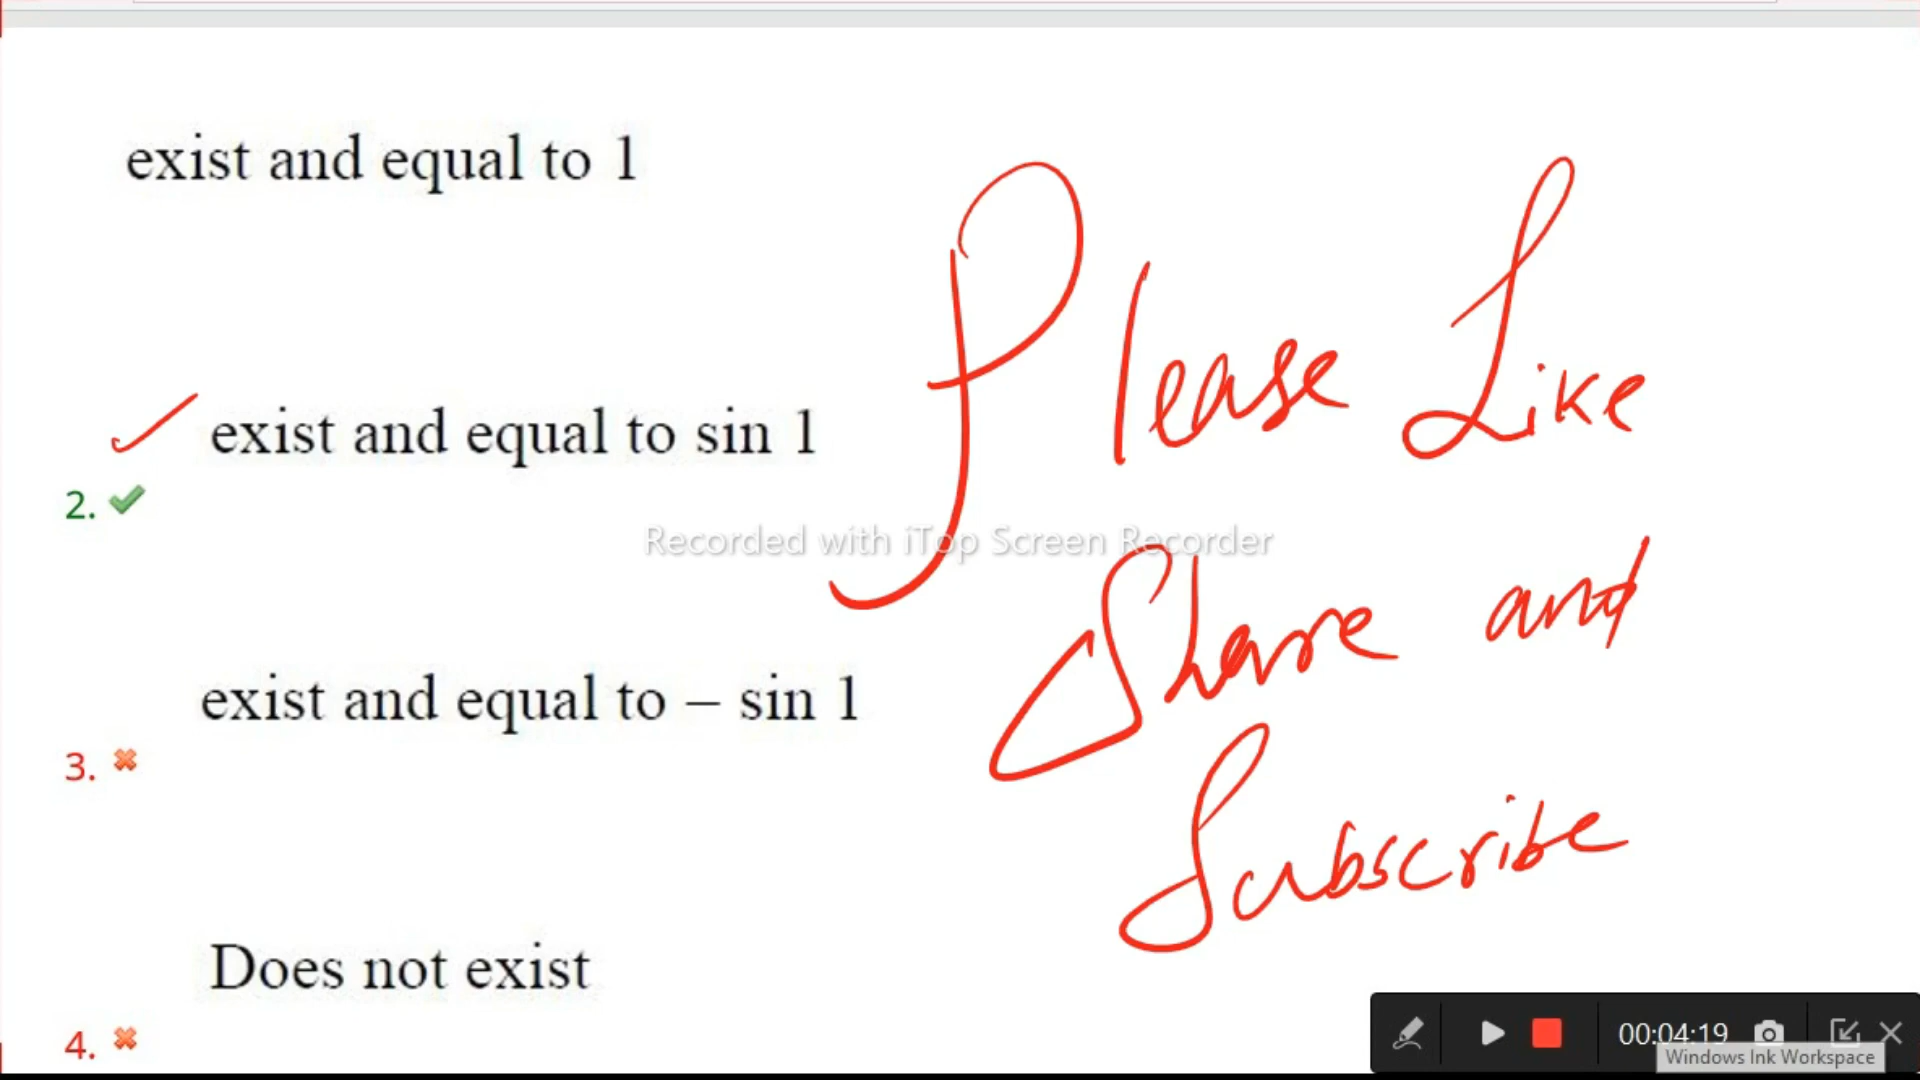 exist and equal to 1
exist and equal to sin 1
2.
exist and equal to – sin 1
3.
Does not exist
4.
Please Like
Share and
Subscribe
Recorded with iTop Screen Recorder
00:04:19
Windows Ink Workspace